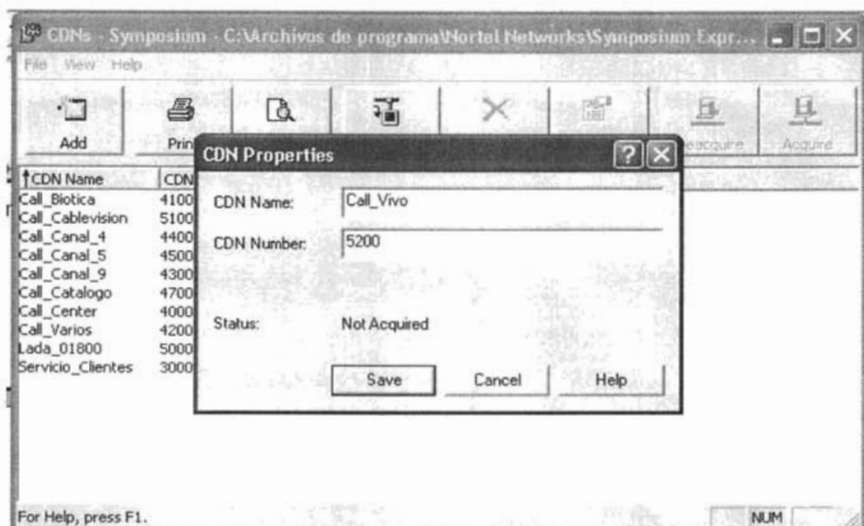 CDNs - Symposium - C:\Archivos de programa\Nortel Networks\Symposium Expr...
File View Help
Add
Prin
eacquire
Acquire
CDN Properties
CDN Name
CDN
Call_Biotica 4100
Call_Cablevision 5100
Call_Canal_4 4400
Call_Canal_5 4500
Call_Canal_9 4300
Call_Catalogo 4700
Call_Center 4000
Call_Varios 4200
Lada_01800 5000
Servicio_Clientes 3000
CDN Name: Call_Vivo
CDN Number: 5200
Status: Not Acquired
Save Cancel Help
For Help, press F1.
NUM